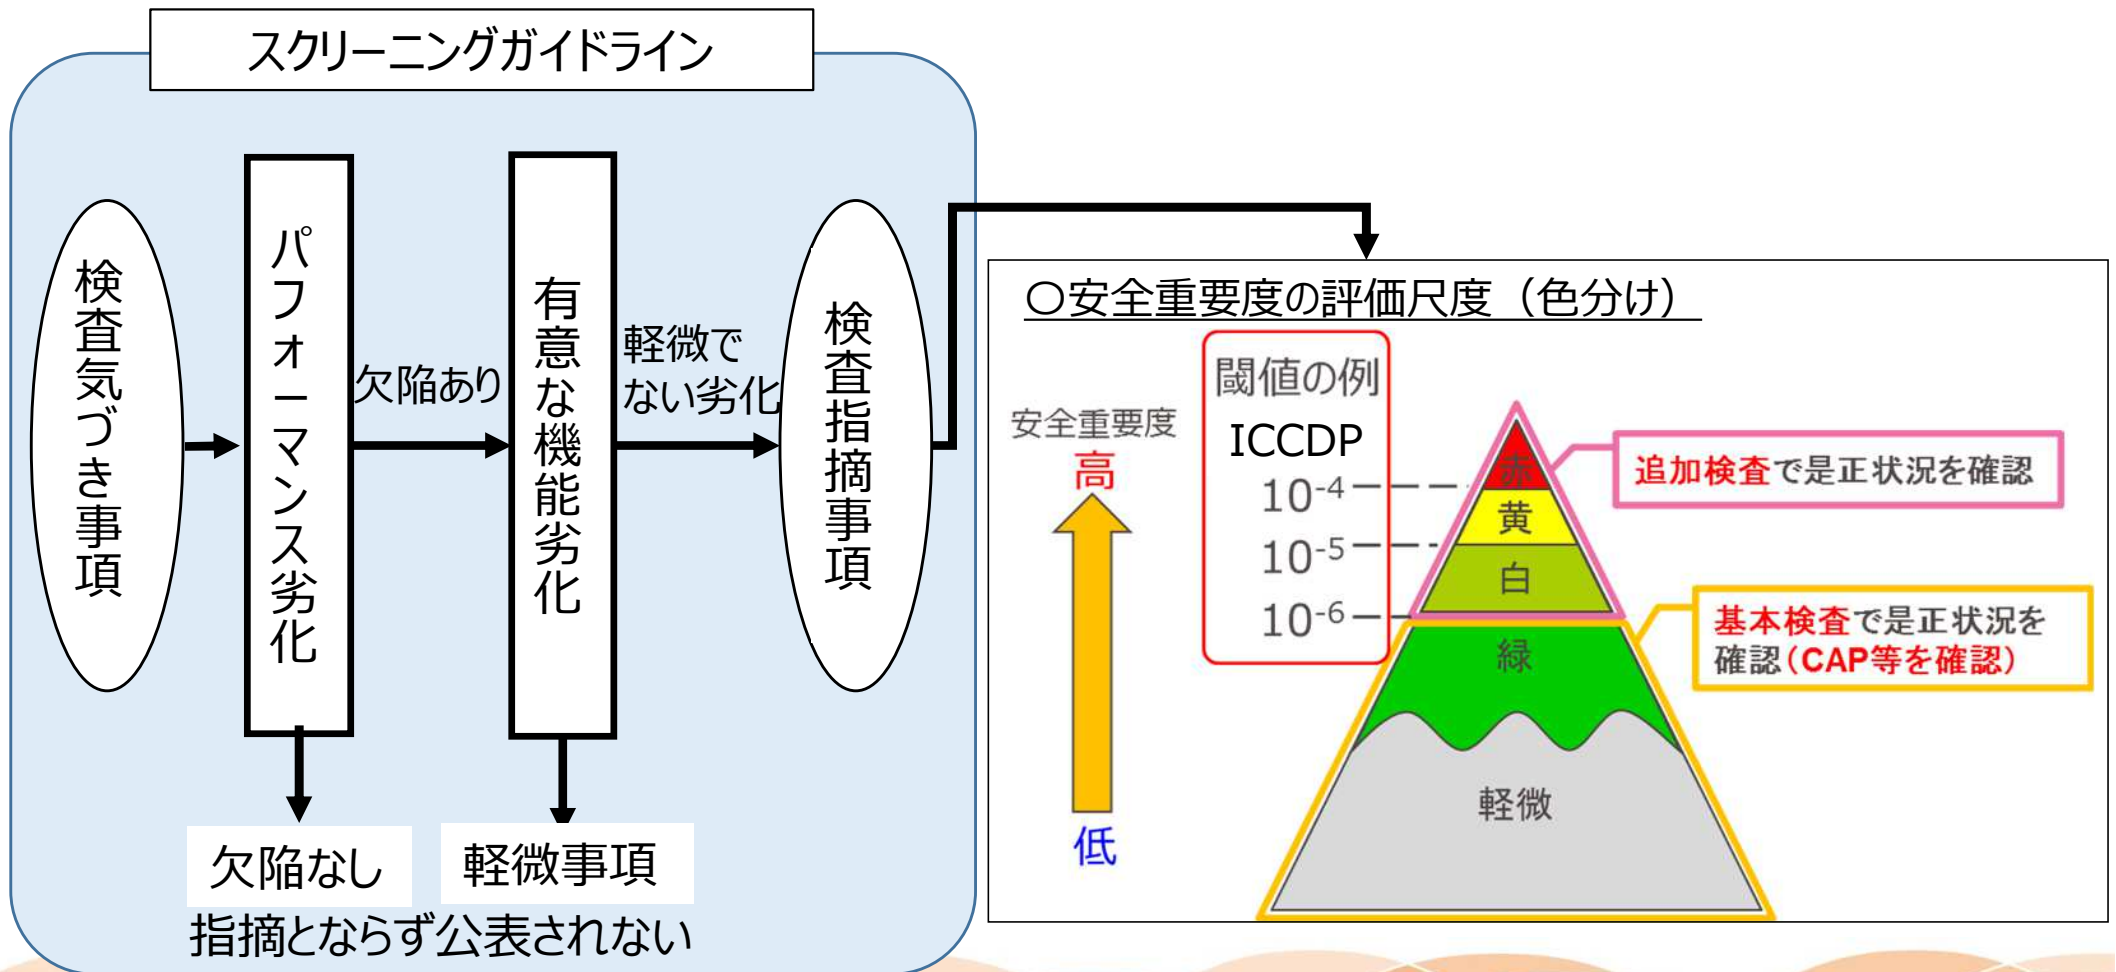 スクリーニングガイドライン
検査気づき事項
パフォーマンス劣化
欠陥あり
有意な機能劣化
軽微で
ない劣化
検査指摘事項
欠陥なし
軽微事項
指摘とならず公表されない
〇安全重要度の評価尺度（色分け）
安全重要度
高
低
閾値の例
ICCDP
10-4
10-5
10-6
赤
黄
白
緑
軽微
追加検査で是正状況を確認
基本検査で是正状況を
確認(CAP等を確認)